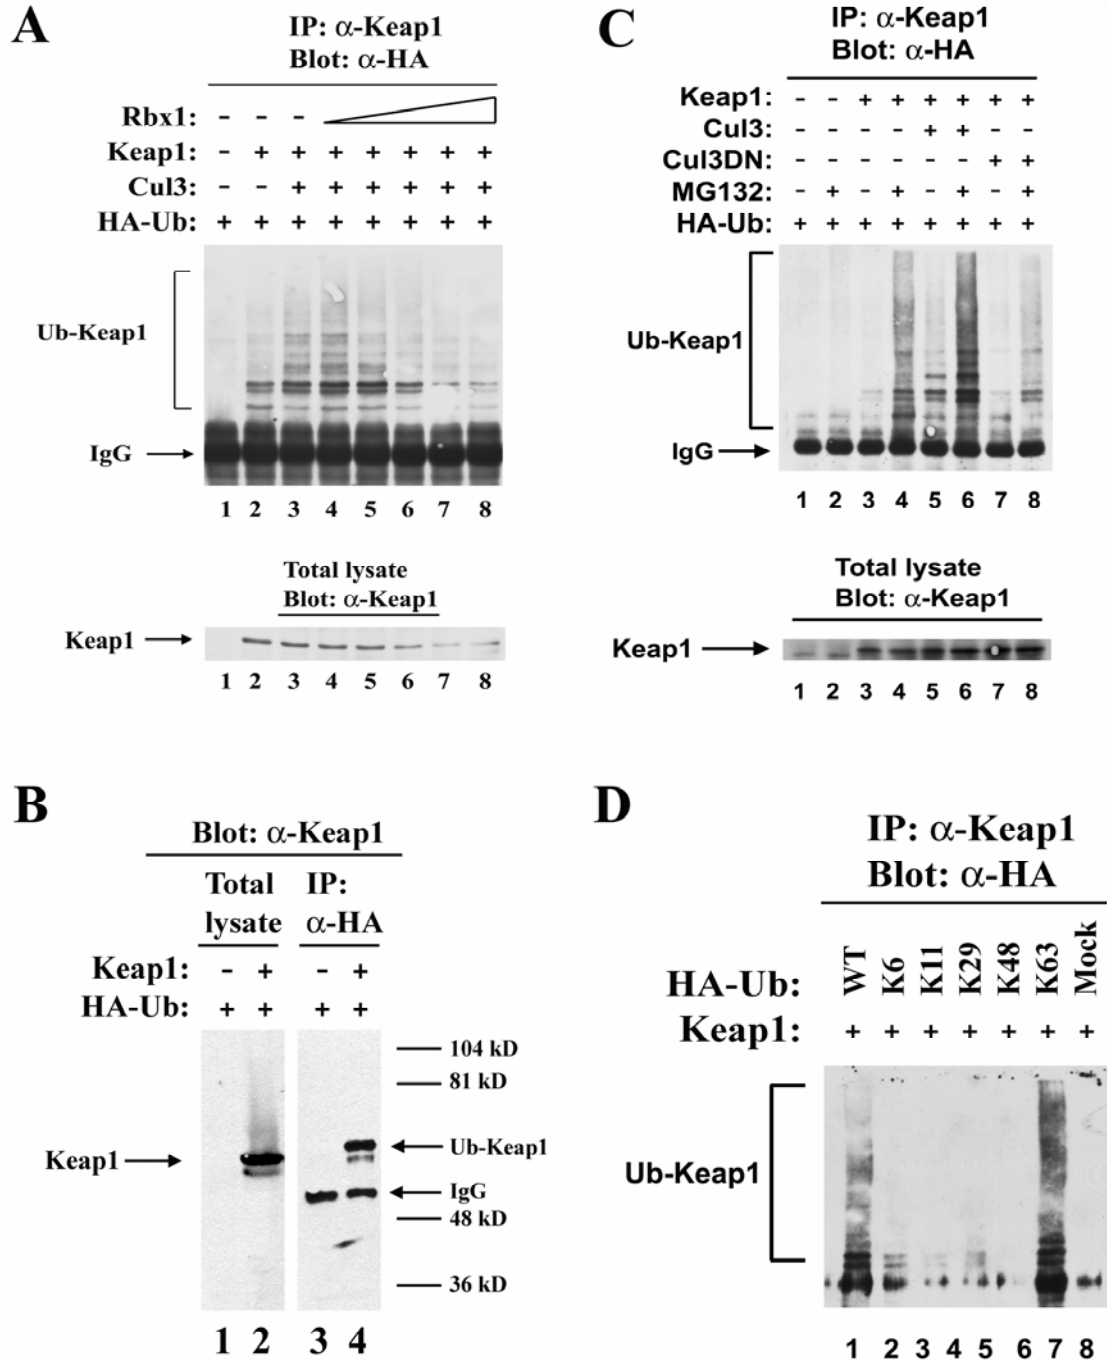 A
IP: α-Keap1
Blot: α-HA
Rbx1: - - -
Keap1: - + + + + + + +
Cul3: - - + + + + + +
HA-Ub: + + + + + + + +
Ub-Keap1
IgG
1 2 3 4 5 6 7 8
Total lysate
Blot: α-Keap1
Keap1
1 2 3 4 5 6 7 8
C
IP: α-Keap1
Blot: α-HA
Keap1: - - + + + + + +
Cul3: - - - - + + - -
Cul3DN: - - - - - - + +
MG132: - + - + - + - +
HA-Ub: + + + + + + + +
Ub-Keap1
IgG
1 2 3 4 5 6 7 8
Total lysate
Blot: α-Keap1
Keap1
1 2 3 4 5 6 7 8
B
Blot: α-Keap1
Total IP:
lysate α-HA
Keap1: - + - +
HA-Ub: + + + +
104 kD
81 kD
Keap1
Ub-Keap1
IgG
48 kD
36 kD
1 2 3 4
D
IP: α-Keap1
Blot: α-HA
HA-Ub: WT K6 K11 K29 K48 K63 Mock
Keap1: + + + + + + +
Ub-Keap1
1 2 3 4 5 6 7 8